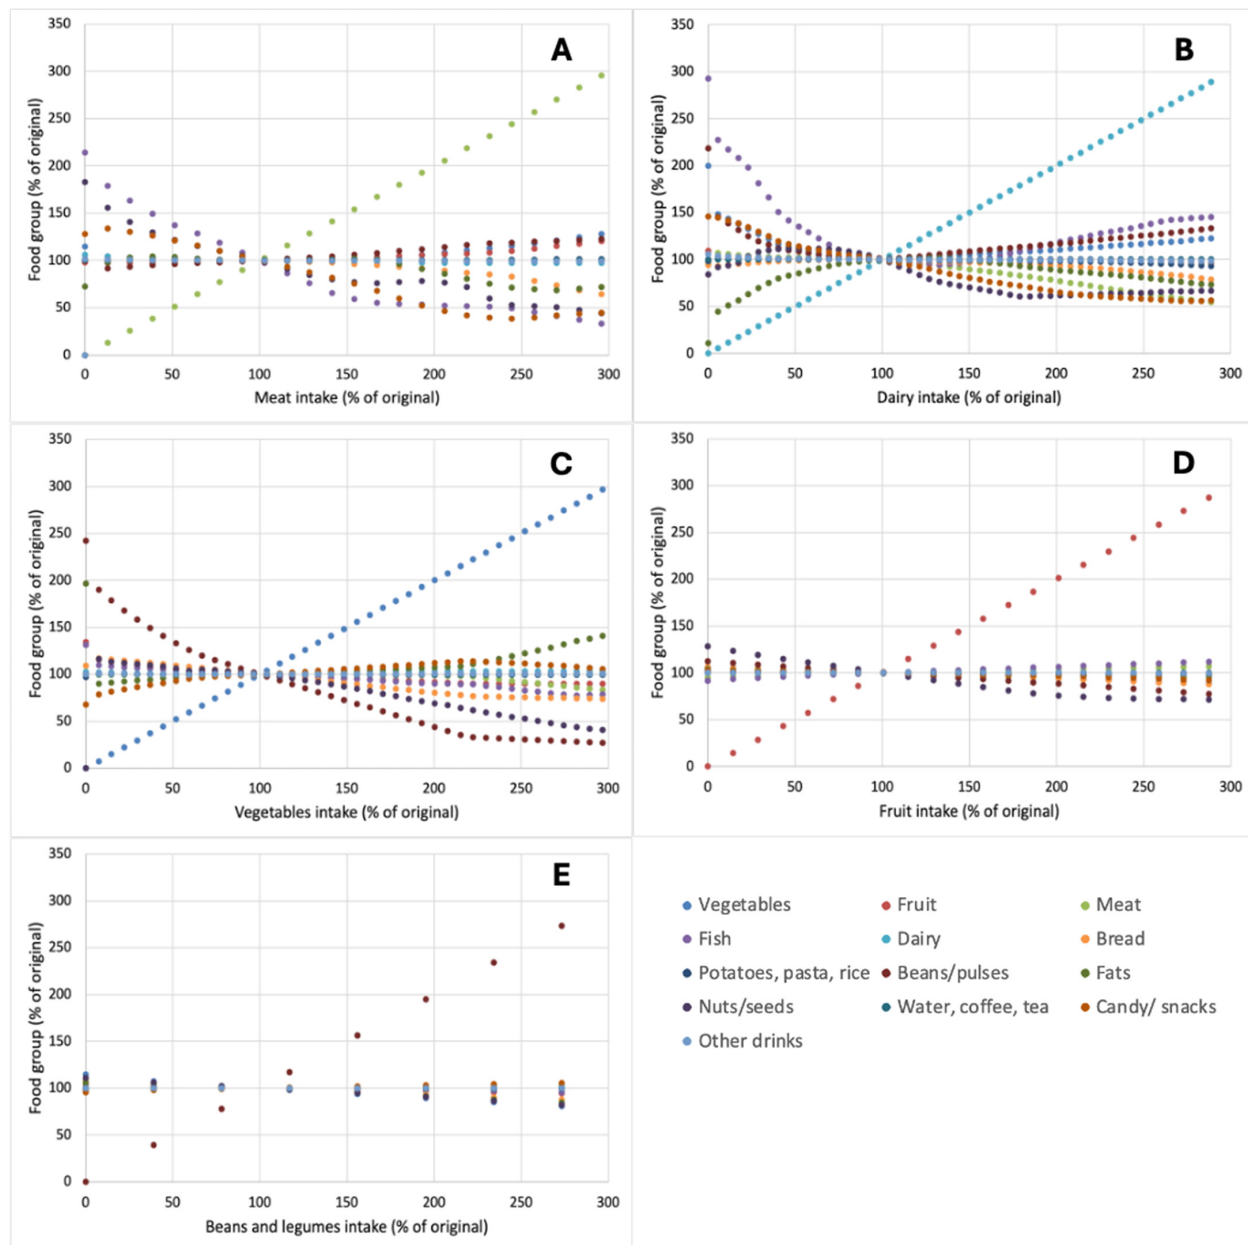 A
350
300
250
200
150
100
50
0
Food group (% of original)
0 50 100 150 200 250 300
Meat intake (% of original)
B
350
300
250
200
150
100
50
0
Food group (% of original)
0 50 100 150 200 250 300
Dairy intake (% of original)
C
350
300
250
200
150
100
50
0
Food group (% of original)
0 50 100 150 200 250 300
Vegetables intake (% of original)
D
350
300
250
200
150
100
50
0
Food group (% of original)
0 50 100 150 200 250 300
Fruit intake (% of original)
E
350
300
250
200
150
100
50
0
Food group (% of original)
0 50 100 150 200 250 300
Beans and legumes intake (% of original)
Vegetables Fruit Meat
Fish Dairy Bread
Potatoes, pasta, rice Beans/pulses Fats
Nuts/seeds Water, coffee, tea Candy/ snacks
Other drinks